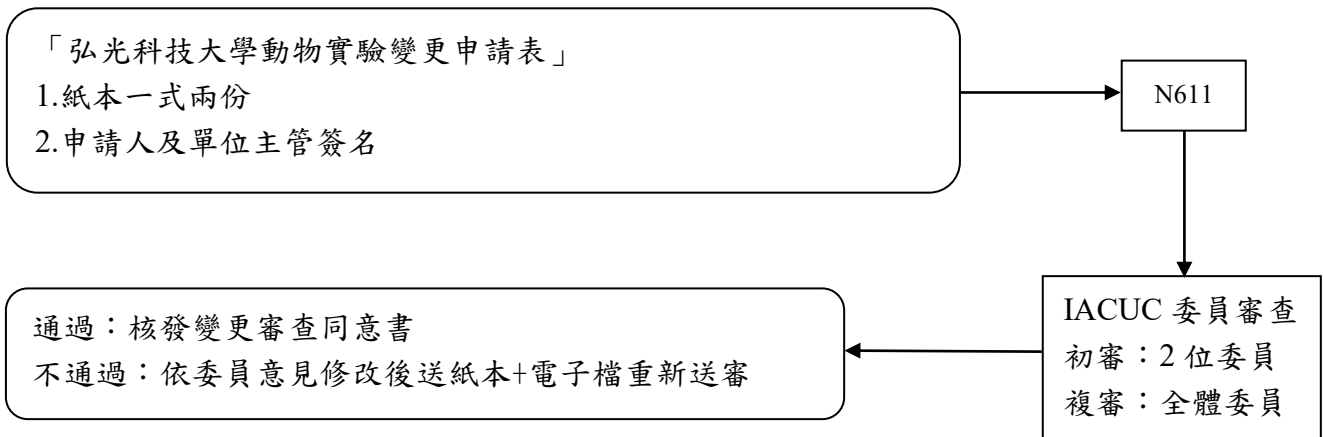 「弘光科技大學動物實驗變更申請表」
1.紙本一式兩份
2.申請人及單位主管簽名
N611
IACUC 委員審查
初審：2 位委員
複審：全體委員
通過：核發變更審查同意書
不通過：依委員意見修改後送紙本+電子檔重新送審